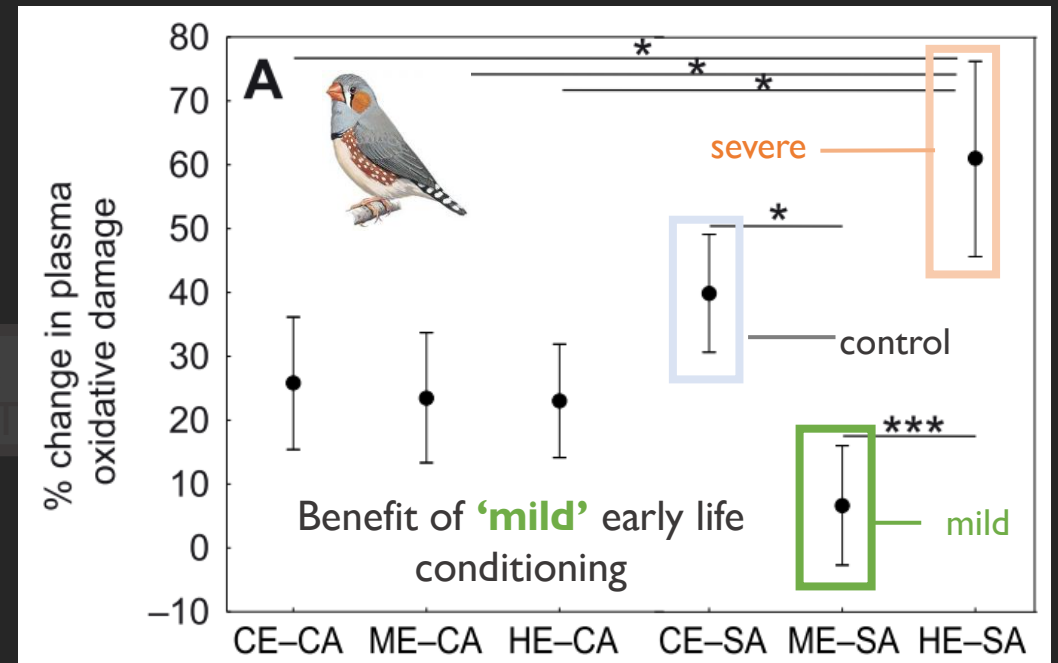 A
80
70
60
50
40
30
20
10
0
–10
% change in plasma
oxidative damage
*
*
*
severe
*
control
***
mild
Benefit of ‘mild’ early life
conditioning
CE–CA ME–CA HE–CA CE–SA ME–SA HE–SA